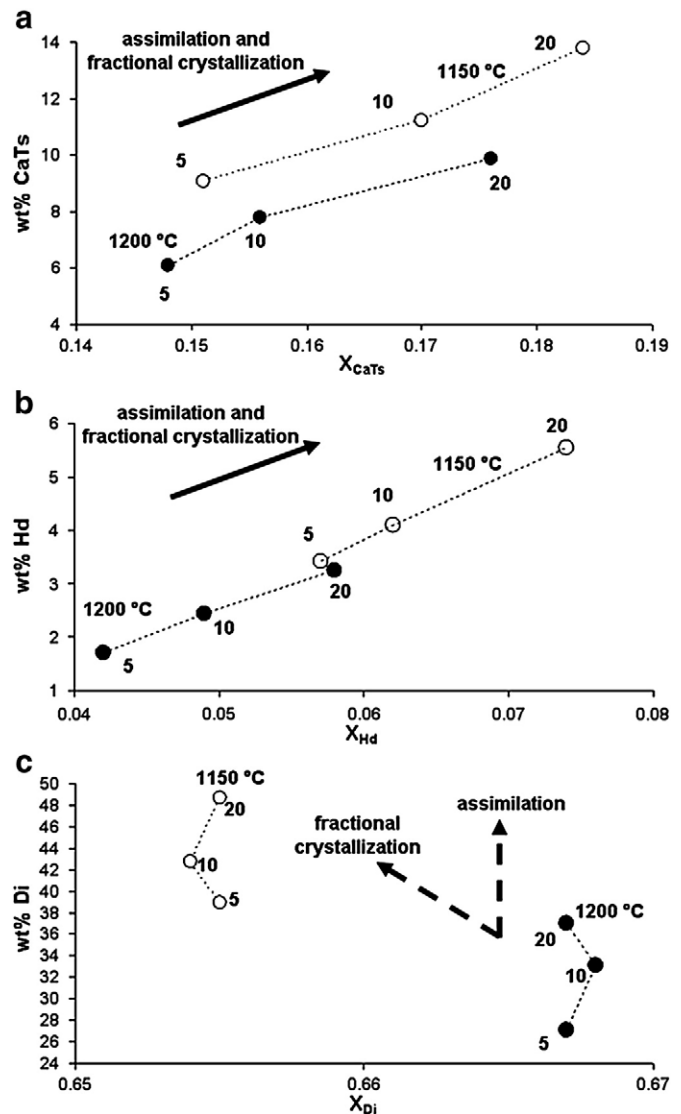 a
14
12
10
8
6
4
wt% CaTs
assimilation and
fractional crystallization
20
1150 °C
10
5
20
1200 °C
10
5
0.14 0.15 0.16 0.17 0.18 0.19
XCaTs
b
6
5
4
3
2
1
wt% Hd
assimilation and
fractional crystallization
20
1150 °C
10
5
20
1200 °C
10
5
0.04 0.05 0.06 0.07 0.08
XHd
c
50
48
46
44
42
40
38
36
34
32
30
28
26
24
wt% Di
1150 °C
20
assimilation
fractional
crystallization
10
5
1200 °C
20
10
5
0.65 0.66 0.67
XDi